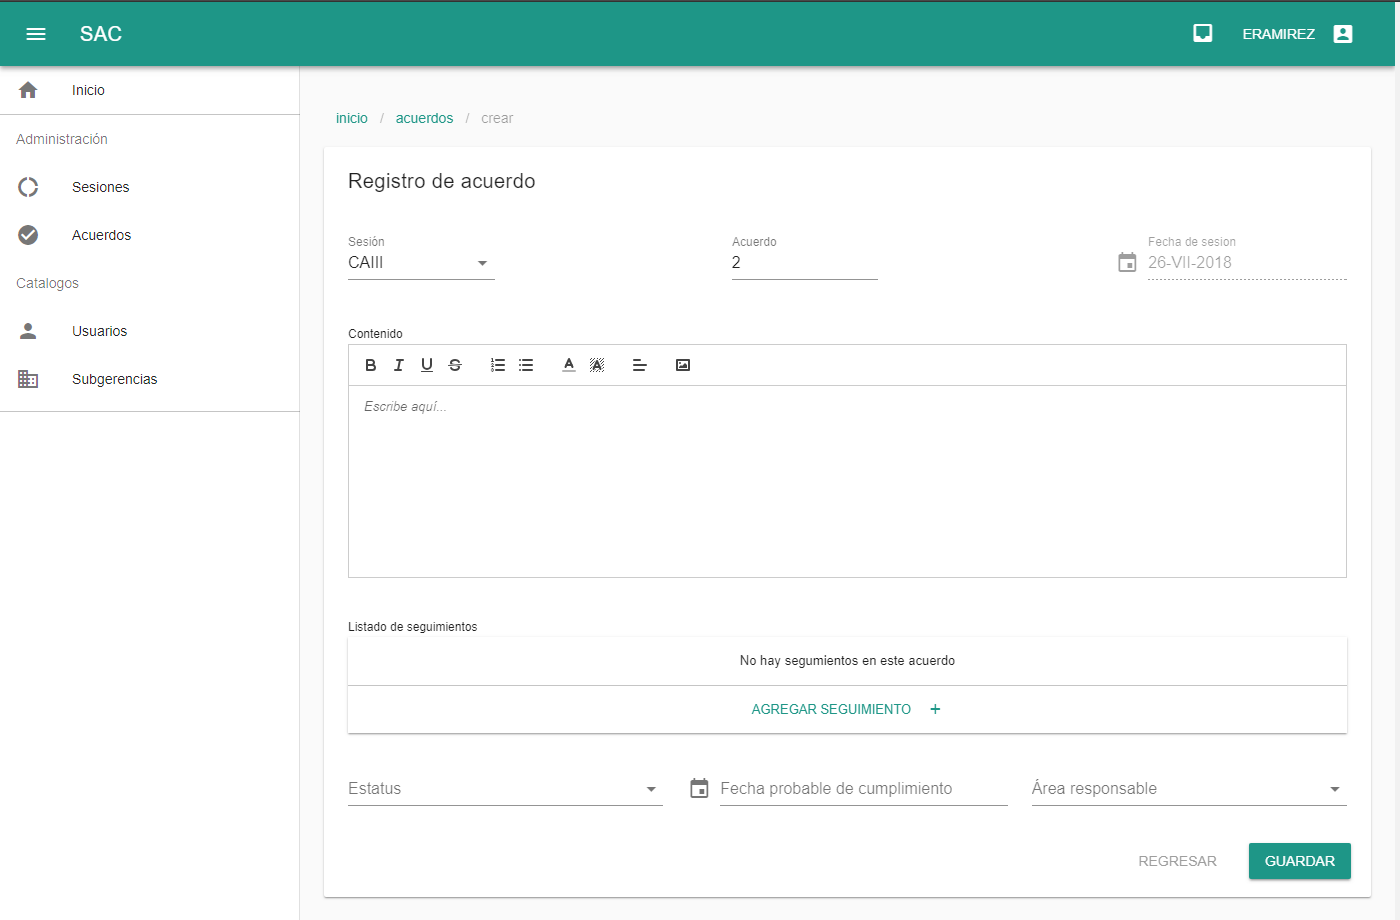 SAC
ERAMIREZ
Inicio
Administración
Sesiones
Acuerdos
Catalogos
Usuarios
Subgerencias
inicio / acuerdos / crear
Registro de acuerdo
Sesión
CAIII
Acuerdo
2
Fecha de sesion
26-VII-2018
Contenido
Escribe aquí...
Listado de seguimientos
No hay segumientos en este acuerdo
AGREGAR SEGUIMIENTO +
Estatus
Fecha probable de cumplimiento
Área responsable
REGRESAR
GUARDAR